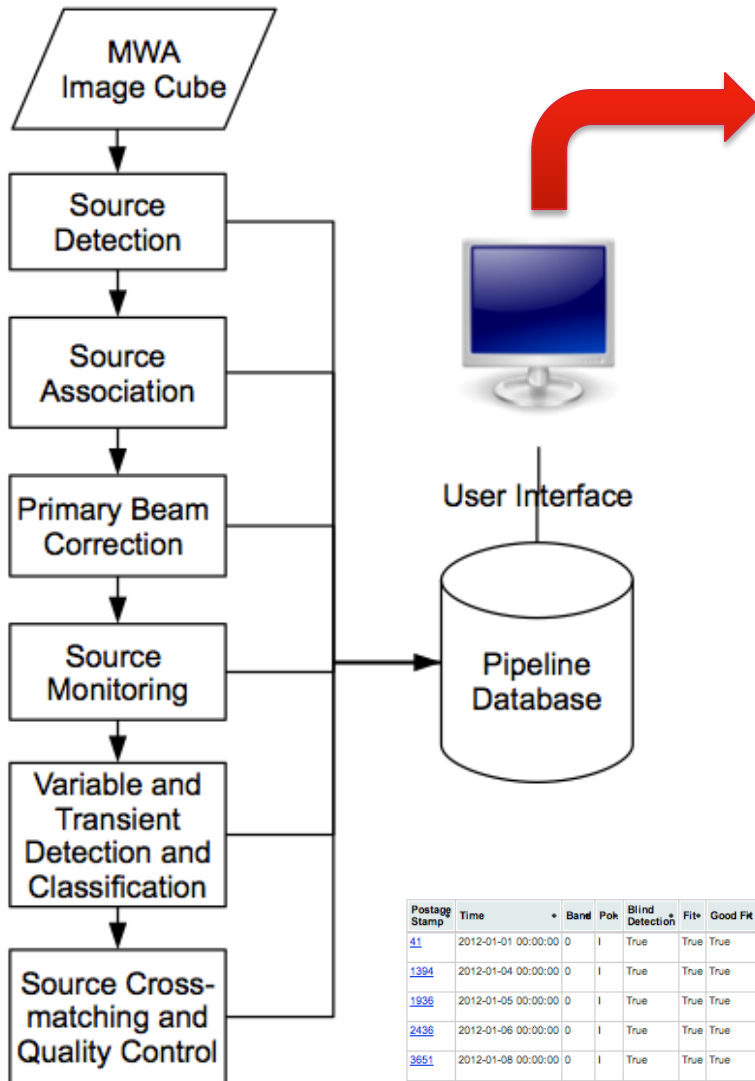 MWA
Image Cube
Source
Detection
Source
Association
Primary Beam
Correction
Source
Monitoring
Variable and
Transient
Detection and
Classification
Source Cross-
matching and
Quality Control
User Interface
Pipeline
Database
Postage Stamp Time Band Pol Blind Detection Fit Good Fit
41 2012-01-01 00:00:00 0 I True True True
1394 2012-01-04 00:00:00 0 I True True True
1936 2012-01-05 00:00:00 0 I True True True
2436 2012-01-06 00:00:00 0 I True True True
3651 2012-01-08 00:00:00 0 I True True True